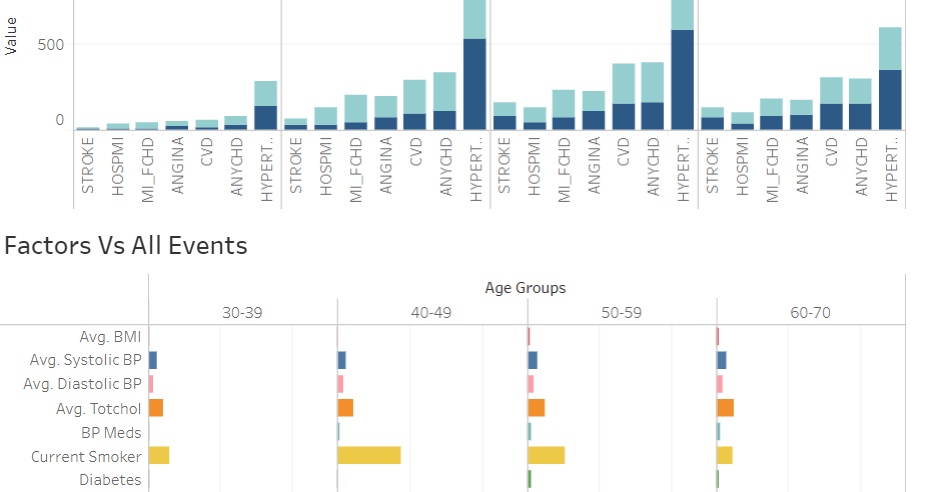 Value
500
0
STROKE HOSPMI MI_FCHD ANGINA CVD ANYCHD HYPERT.. STROKE HOSPMI MI_FCHD ANGINA CVD ANYCHD HYPERT.. STROKE HOSPMI MI_FCHD ANGINA CVD ANYCHD HYPERT.. STROKE HOSPMI MI_FCHD ANGINA CVD ANYCHD HYPERT..
Factors Vs All Events
Age Groups
30-39 40-49 50-59 60-70
Avg. BMI
Avg. Systolic BP
Avg. Diastolic BP
Avg. Totchol
BP Meds
Current Smoker
Diabetes